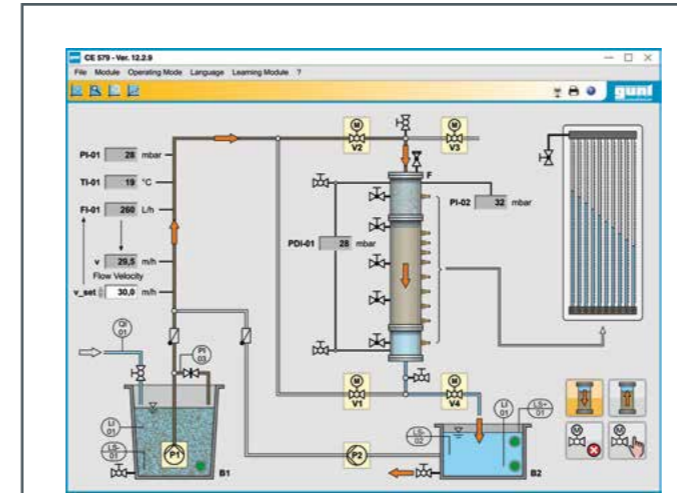 CE 579 - Ver. 12.2.9
File Module Operating Mode Language Learning Module ?
gunt
M
V2
M
V3
PI-01 28 mbar
TI-01 19 °C
FI-01 260 L/h
v 29,5 m/h
Flow Velocity
v_set 30,0 m/h
F
PI-02 32 mbar
PDI-01 28 mbar
QI 01
PI 03
M
V1
M
V4
LI 01
LS- 01
P1
B1
P2
LS- 02
LI 01
LS+ 01
B2
M
M